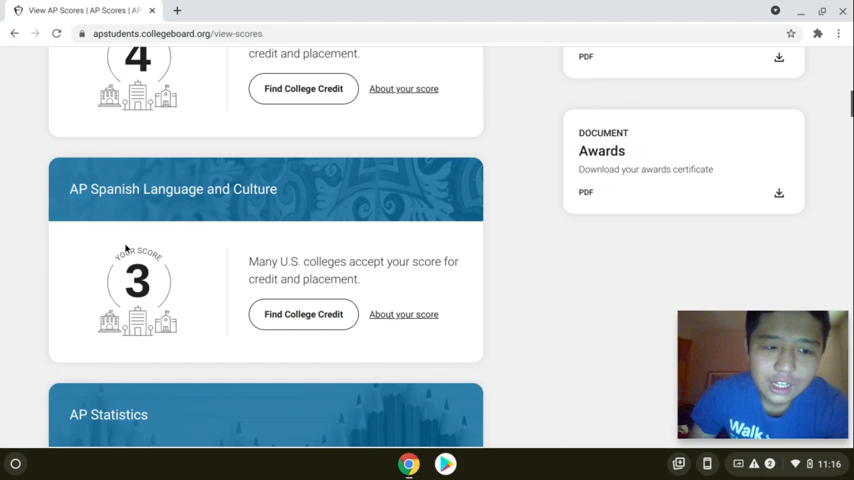 View AP Scores | AP Scores | AP
apstudents.collegeboard.org/view-scores
4
credit and placement.
Find College Credit
About your score
PDF
DOCUMENT
Awards
Download your awards certificate
PDF
AP Spanish Language and Culture
YOUR SCORE
3
Many U.S. colleges accept your score for
credit and placement.
Find College Credit
About your score
AP Statistics
Walk
2
11:16